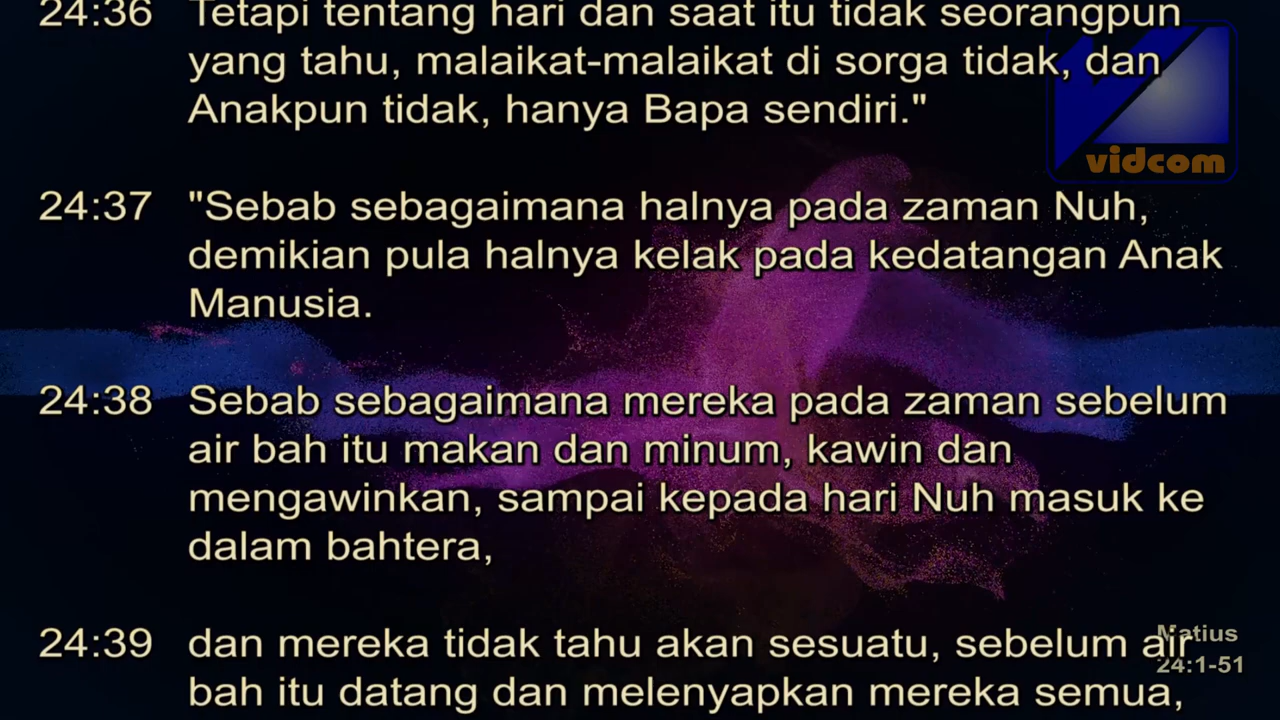 24:36 Tetapi tentang hari dan saat itu tidak seorangpun
yang tahu, malaikat-malaikat di sorga tidak, dan
Anakpun tidak, hanya Bapa sendiri."
vidcom
24:37 "Sebab sebagaimana halnya pada zaman Nuh,
demikian pula halnya kelak pada kedatangan Anak
Manusia.
24:38 Sebab sebagaimana mereka pada zaman sebelum
air bah itu makan dan minum, kawin dan
mengawinkan, sampai kepada hari Nuh masuk ke
dalam bahtera,
24:39 dan mereka tidak tahu akan sesuatu, sebelum air
bah itu datang dan melenyapkan mereka semua,
Matius
24:1-51